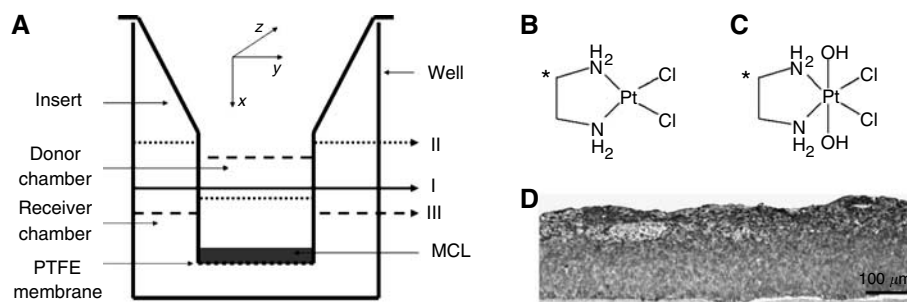 A
x
y
z
Insert
Donor
chamber
Receiver
chamber
PTFE
membrane
Well
II
I
III
MCL
B
*
H2
N
Pt
Cl
Cl
N
H2
C
*
H2
N
OH
Cl
Pt
Cl
N
H2
OH
D
100 μm